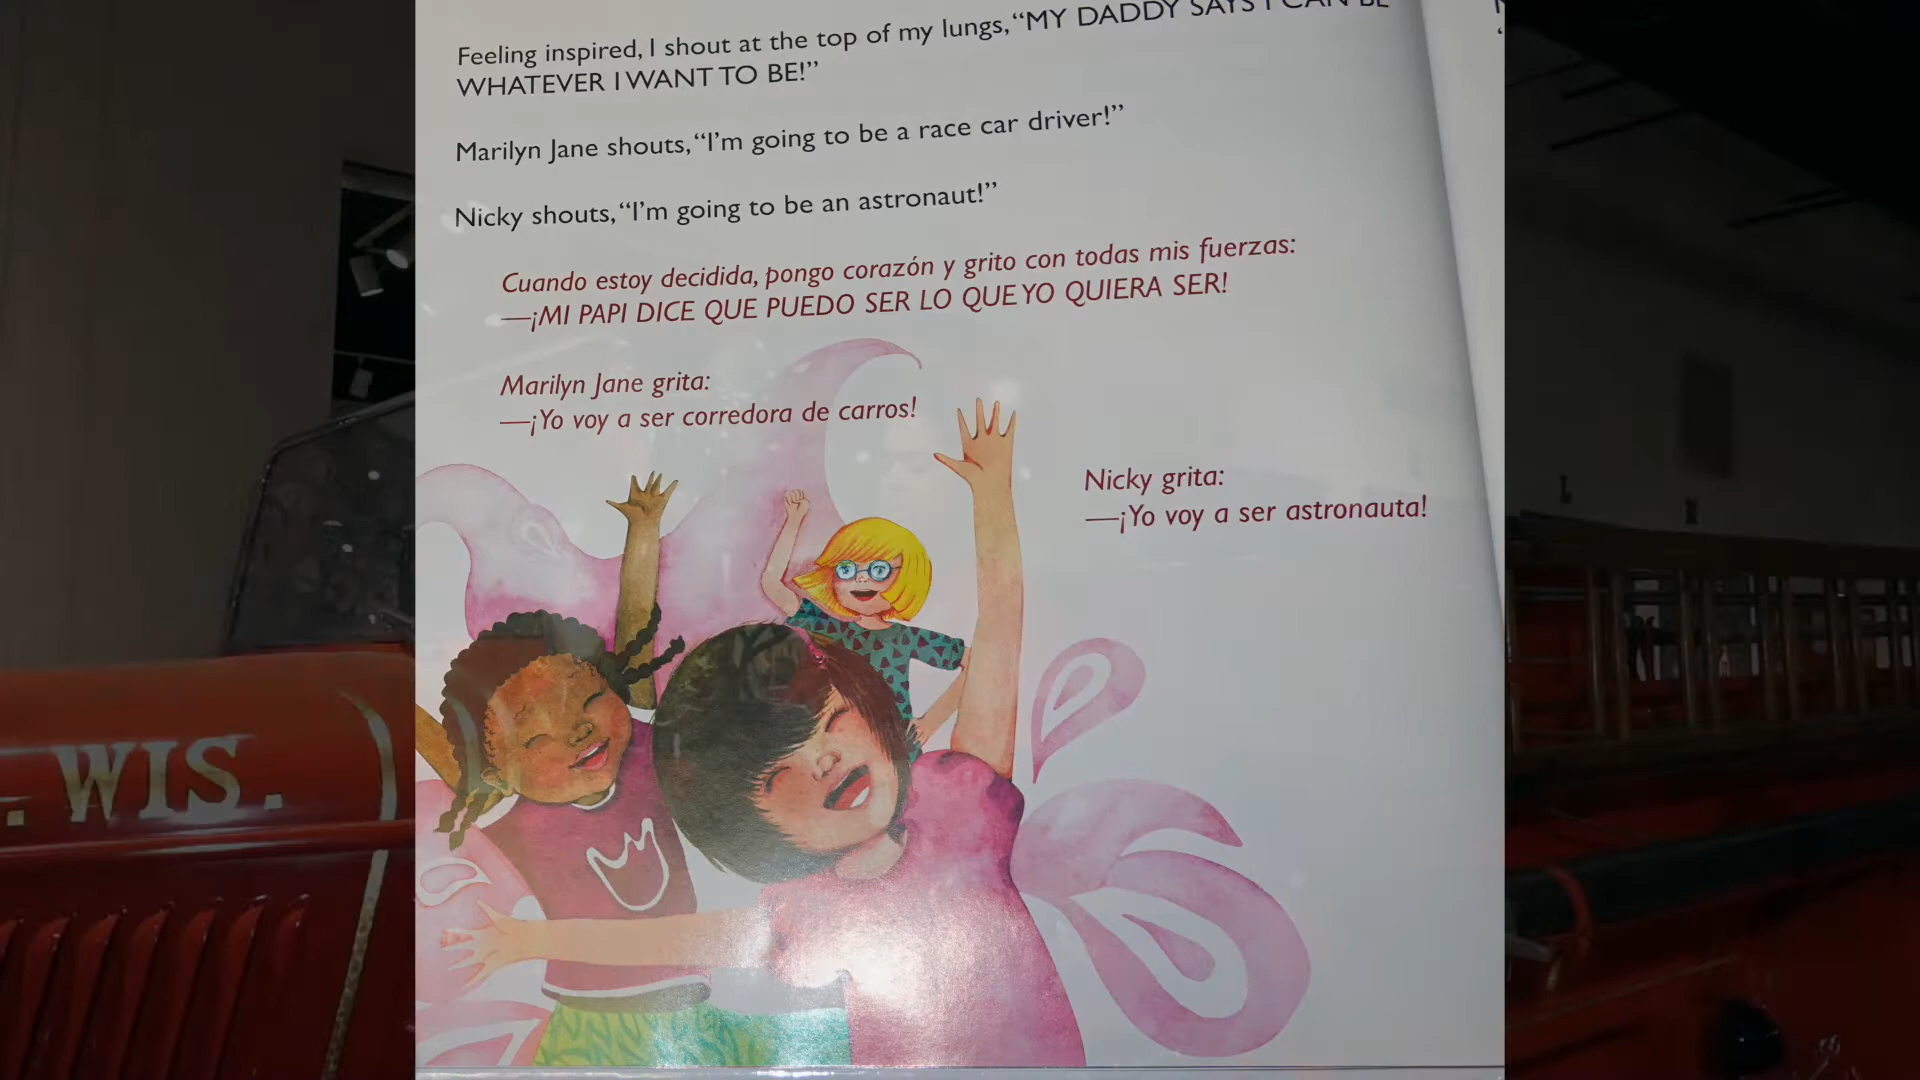 Feeling inspired, I shout at the top of my lungs, “MY DADDY SAYS I CAN BE
WHATEVER I WANT TO BE!”
Marilyn Jane shouts, “I’m going to be a race car driver!”
Nicky shouts, “I’m going to be an astronaut!”
Cuando estoy decidida, pongo corazón y grito con todas mis fuerzas:
—¡MI PAPI DICE QUE PUEDO SER LO QUE YO QUIERA SER!
Marilyn Jane grita:
—¡Yo voy a ser corredora de carros!
Nicky grita:
—¡Yo voy a ser astronauta!
. WIS.